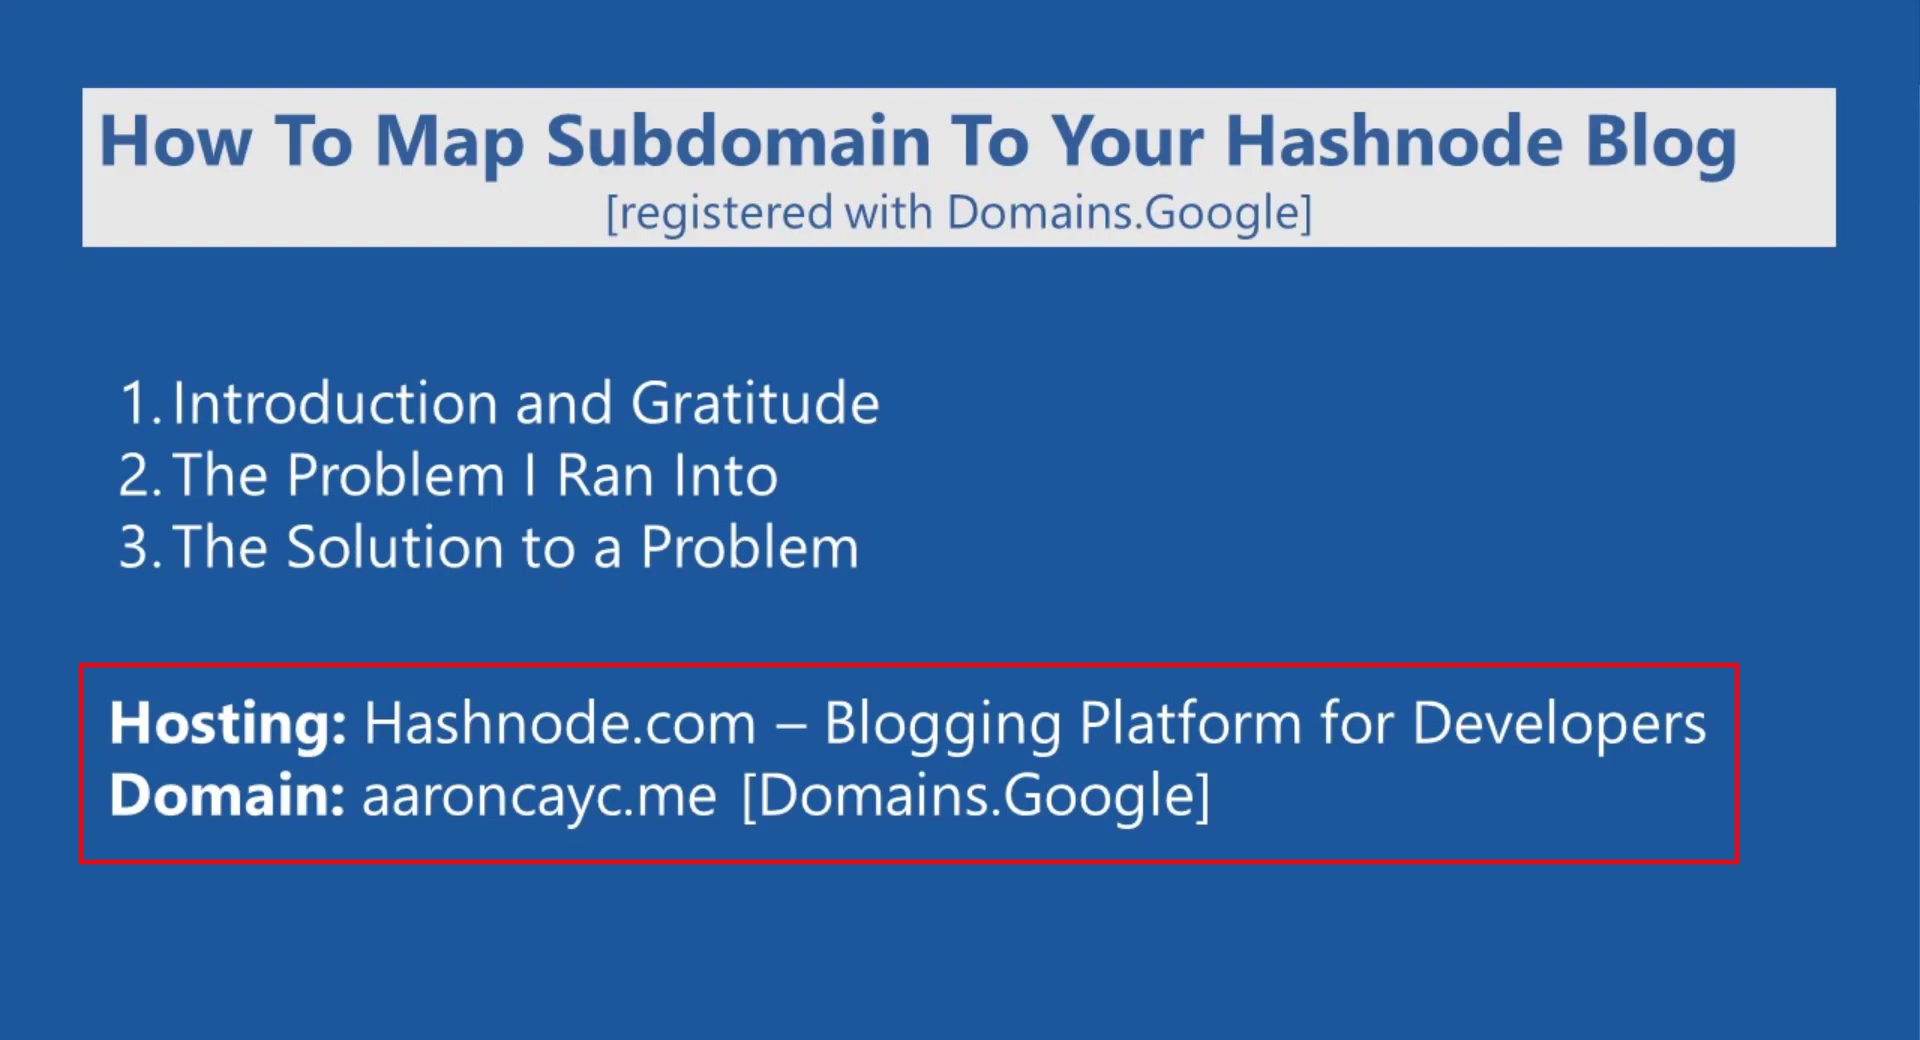 How To Map Subdomain To Your Hashnode Blog
[registered with Domains.Google]
1. Introduction and Gratitude
2. The Problem I Ran Into
3. The Solution to a Problem
Hosting: Hashnode.com – Blogging Platform for Developers
Domain: aaroncayc.me [Domains.Google]